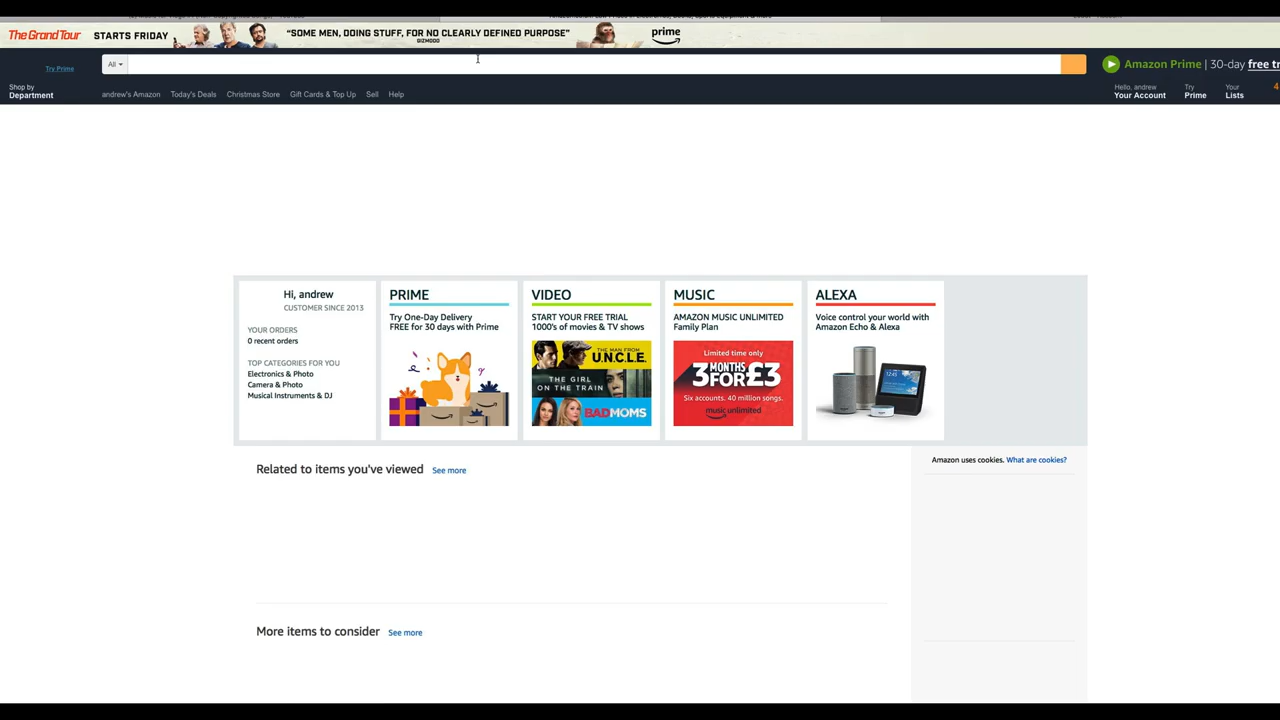 The Grand Tour STARTS FRIDAY "SOME MEN, DOING STUFF, FOR NO CLEARLY DEFINED PURPOSE" prime
GIZMODO
Try Prime All Amazon Prime | 30-day free tr
Shop by Hello, andrew Try Your 4
Department andrew's Amazon Today's Deals Christmas Store Gift Cards & Top Up Sell Help Your Account Prime Lists
Hi, andrew
CUSTOMER SINCE 2013
YOUR ORDERS
0 recent orders
TOP CATEGORIES FOR YOU
Electronics & Photo
Camera & Photo
Musical Instruments & DJ
PRIME
Try One-Day Delivery
FREE for 30 days with Prime
VIDEO
START YOUR FREE TRIAL
1000's of movies & TV shows
THE MAN FROM
U.N.C.L.E.
THE GIRL
ON THE TRAIN
BADMOMS
MUSIC
AMAZON MUSIC UNLIMITED
Family Plan
Limited time only
3 MONTHS FOR £3
Six accounts. 40 million songs.
music unlimited
ALEXA
Voice control your world with
Amazon Echo & Alexa
12:45
Related to items you've viewed See more
Amazon uses cookies. What are cookies?
More items to consider See more